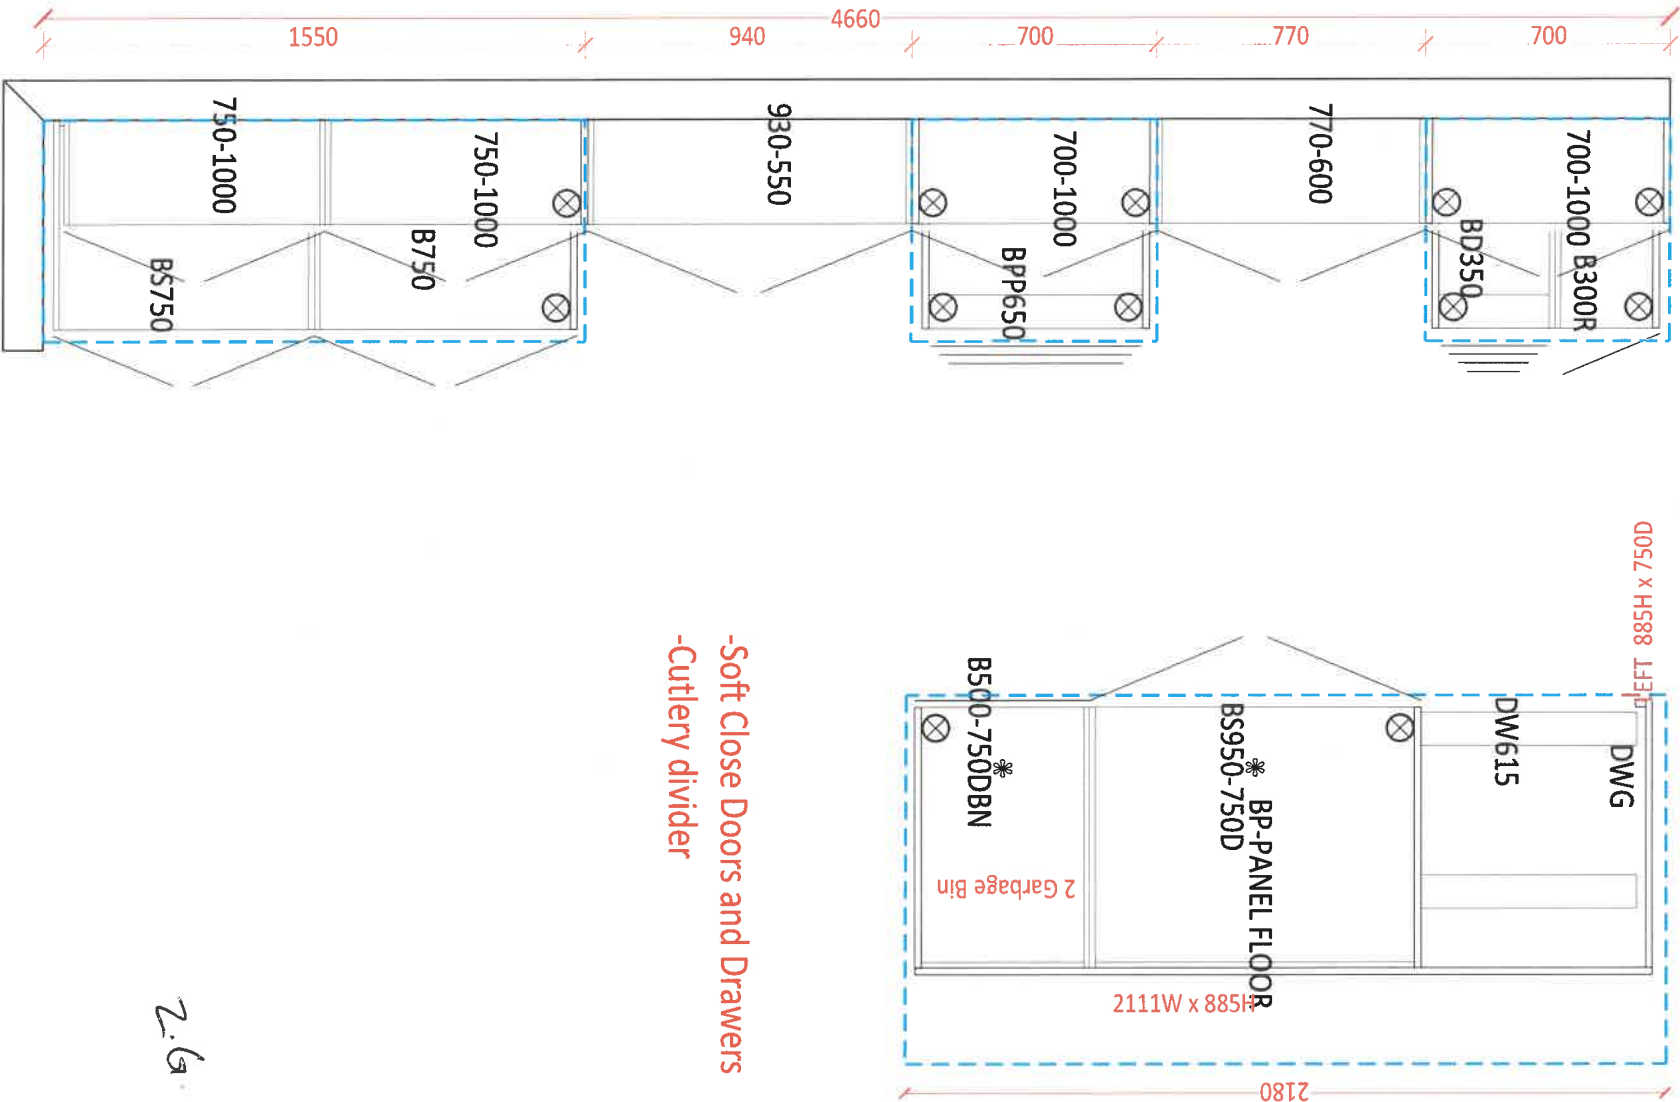 4660
1550
940
700
770
700
750-1000
750-1000
930-550
700-1000
770-600
700-1000
BS750
B750
BPP650
BD350
B300R
LEFT 885H x 750D
B500-750DBN
*
BS950-750D
* BP-PANEL FLOOR
DW615
DWG
2 Garbage Bin
2111W x 885H
2180
-Soft Close Doors and Drawers
-Cutlery divider